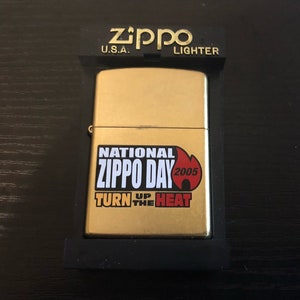 zippo
U.S.A. LIGHTER
NATIONAL
ZIPPO DAY 2005
TURN UP THE HEAT